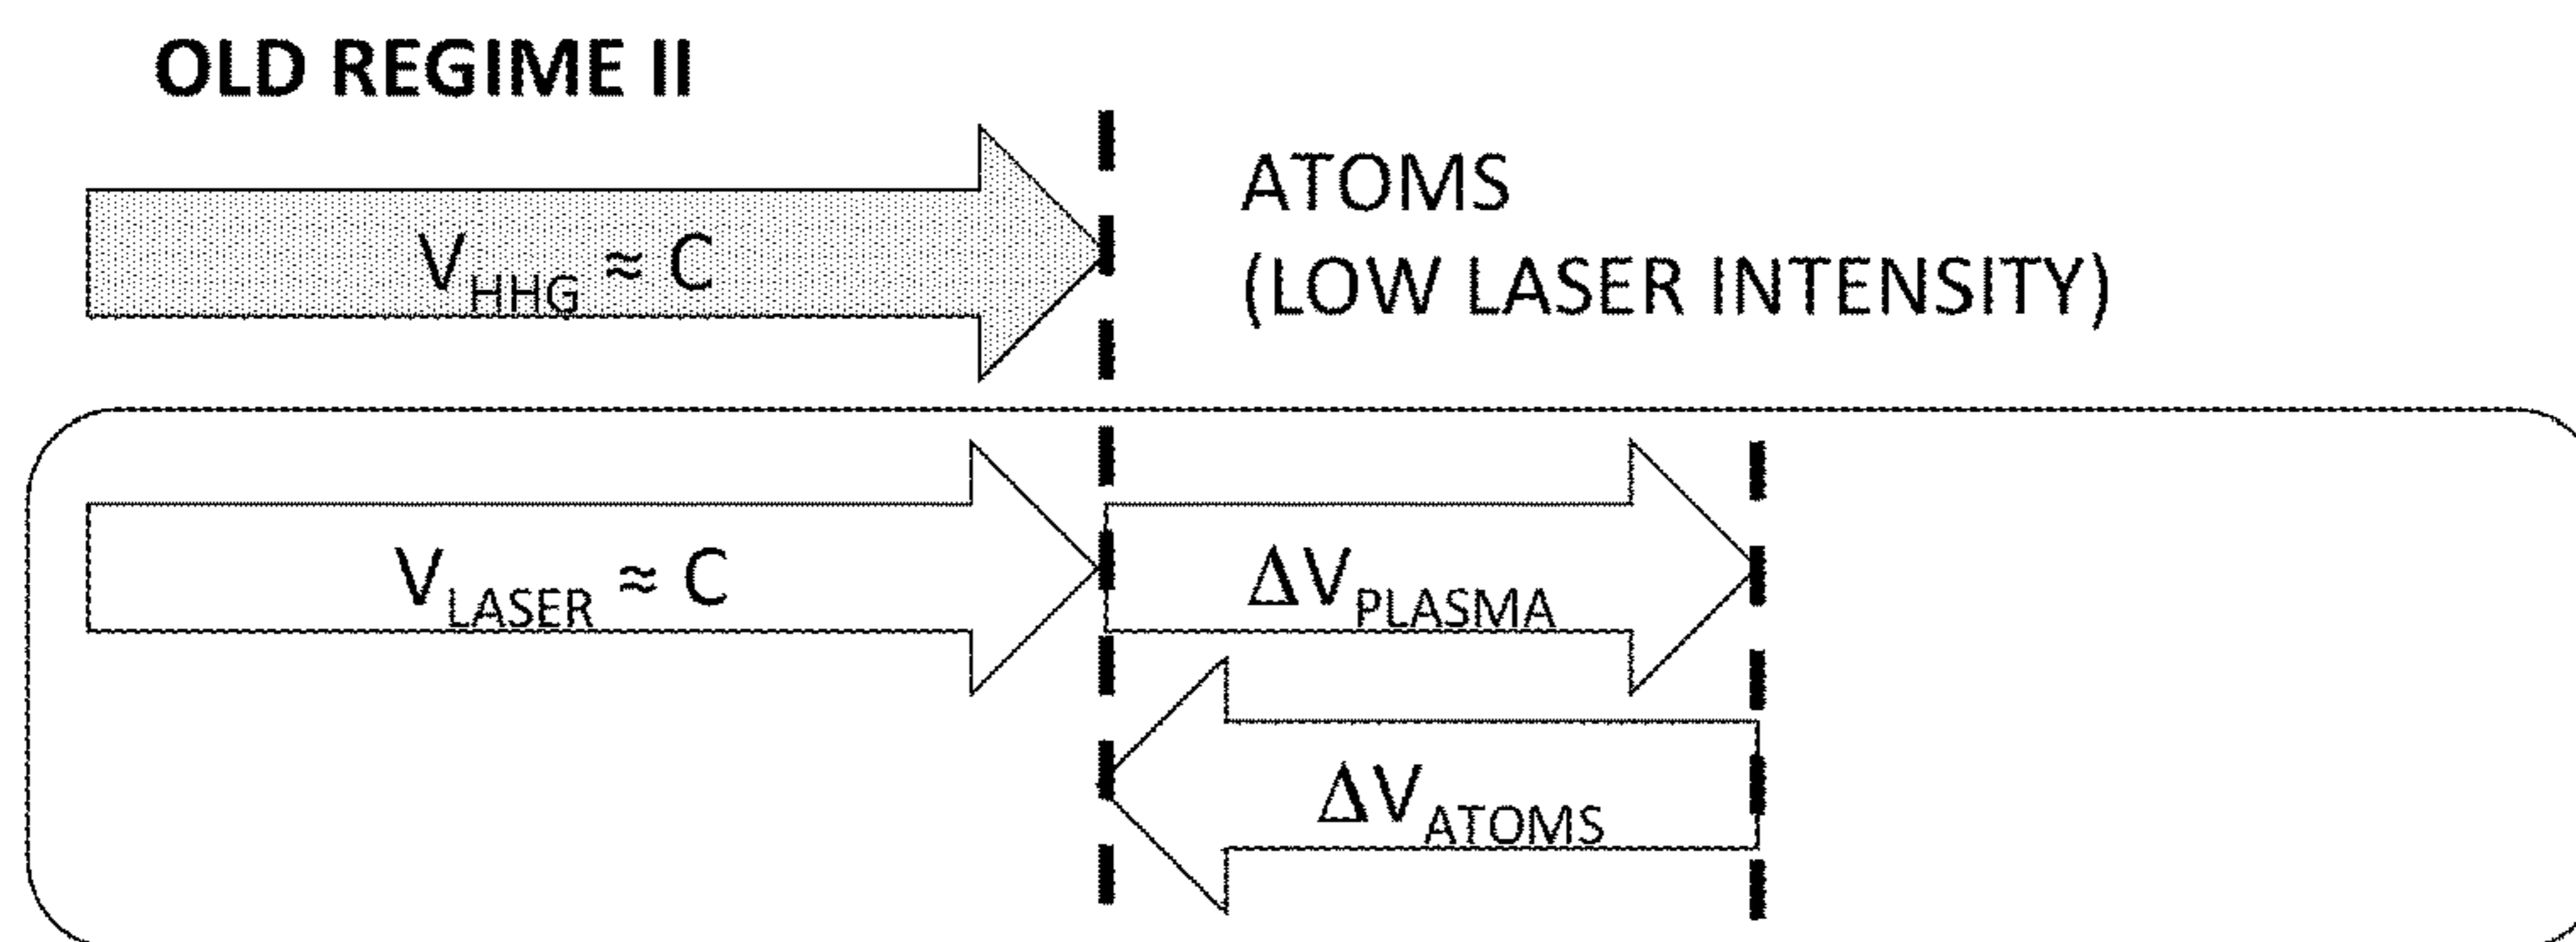 OLD REGIME II
V_HHG ≈ C
ATOMS
(LOW LASER INTENSITY)
V_LASER ≈ C
ΔV_PLASMA
ΔV_ATOMS